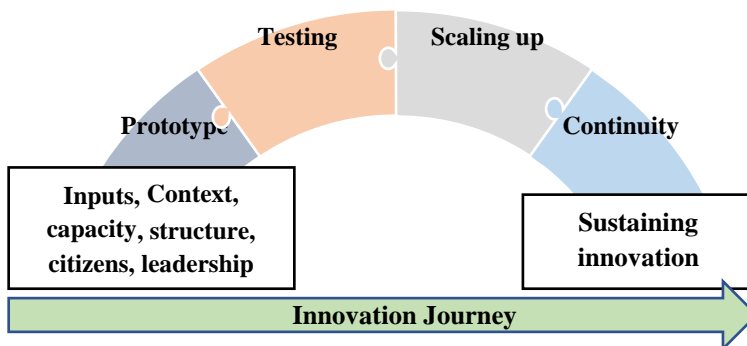 Testing
Scaling up
Prototype
Continuity
Inputs, Context,
capacity, structure,
citizens, leadership
Sustaining
innovation
Innovation Journey